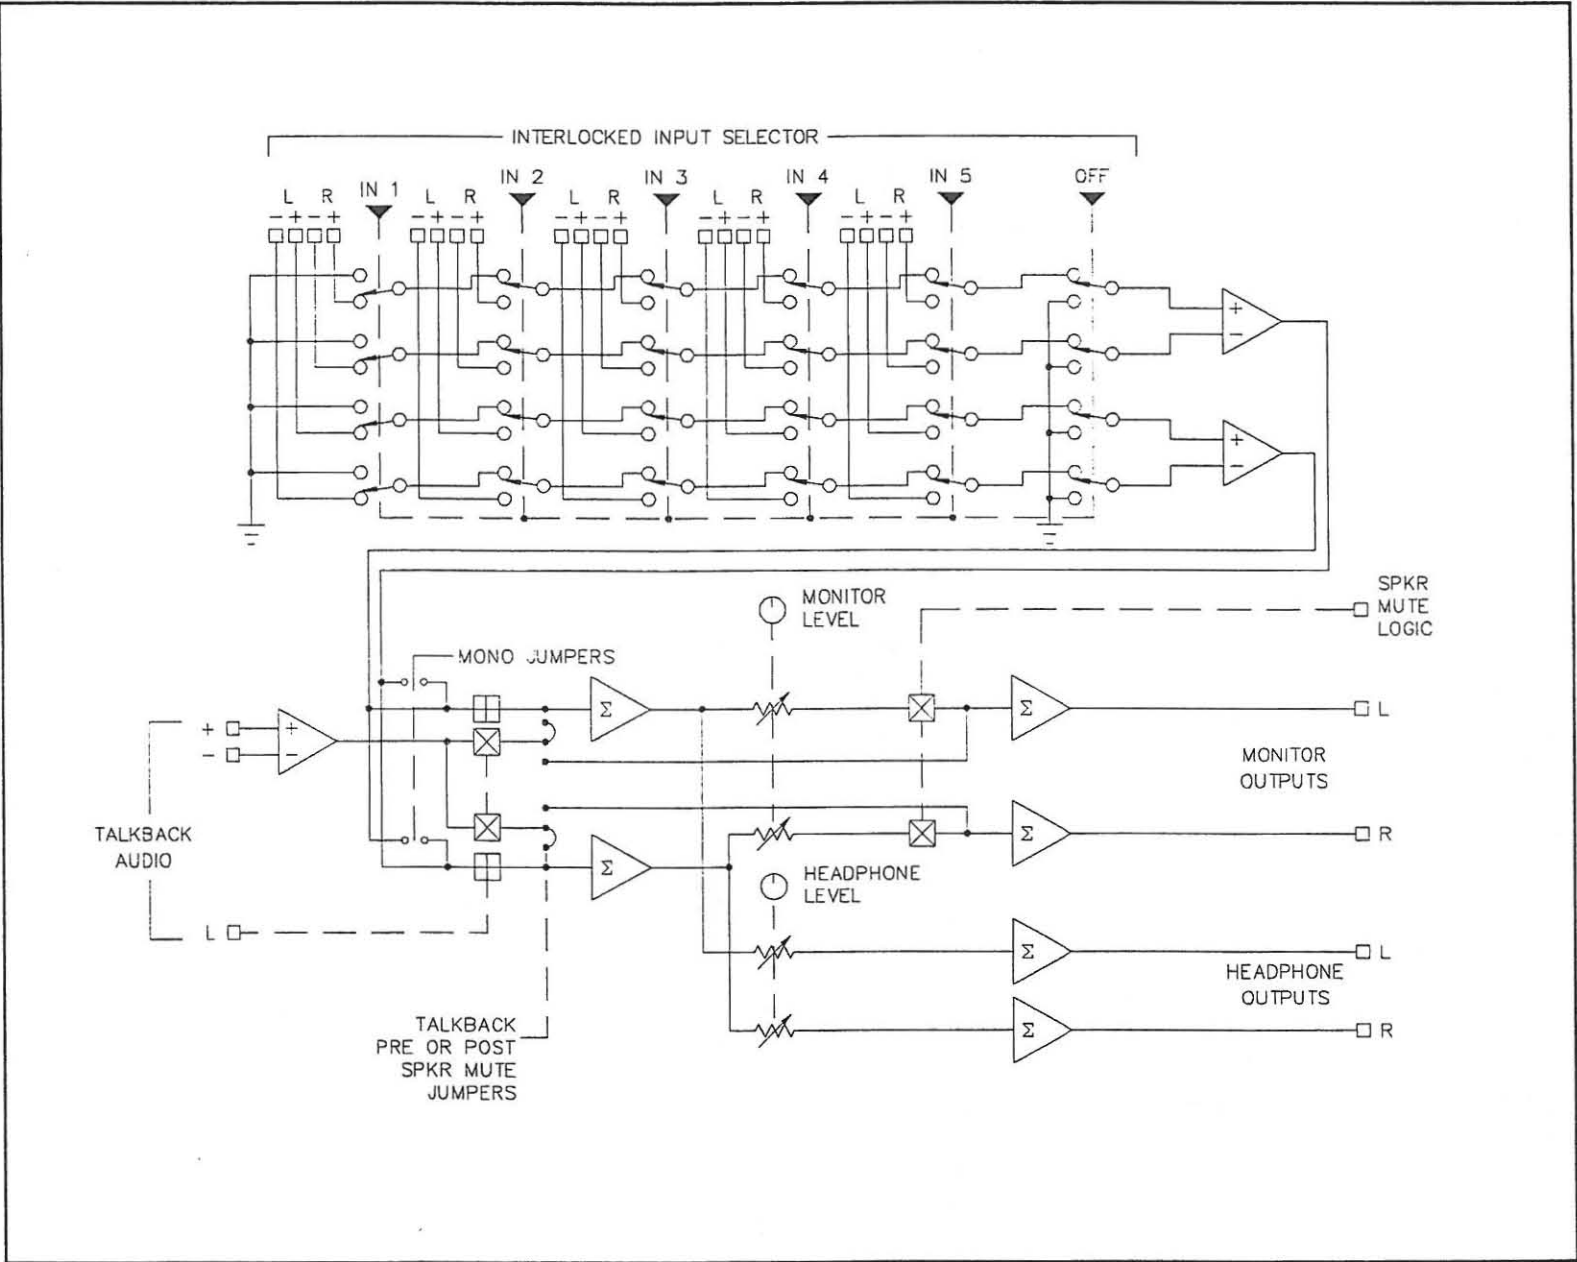 INTERLOCKED INPUT SELECTOR
IN 1 IN 2 IN 3 IN 4 IN 5 OFF
L R L R L R L R L R
- + - + - + - + - + - + - + - + - + - +
+
-
+
-
SPKR
MUTE
LOGIC
MONITOR
LEVEL
MONO JUMPERS
Σ
Σ
L
+
-
+
-
MONITOR
OUTPUTS
TALKBACK
AUDIO
Σ
R
Σ
HEADPHONE
LEVEL
L
Σ
L
HEADPHONE
OUTPUTS
Σ
R
TALKBACK
PRE OR POST
SPKR MUTE
JUMPERS